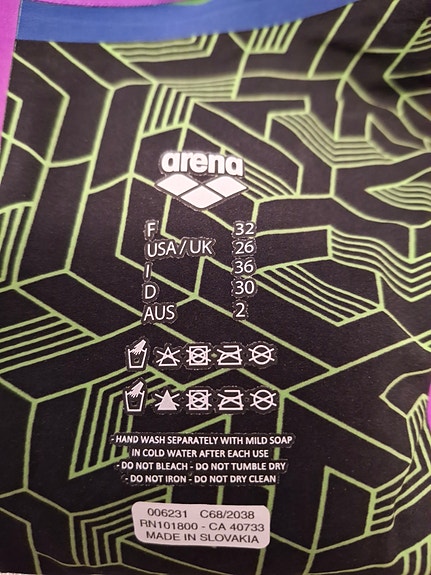 arena
F 32
USA/UK 26
I 36
D 30
AUS 2
- HAND WASH SEPARATELY WITH MILD SOAP
IN COLD WATER AFTER EACH USE
- DO NOT BLEACH - DO NOT TUMBLE DRY
- DO NOT IRON - DO NOT DRY CLEAN
006231 C68/2038
RN101800 - CA 40733
MADE IN SLOVAKIA